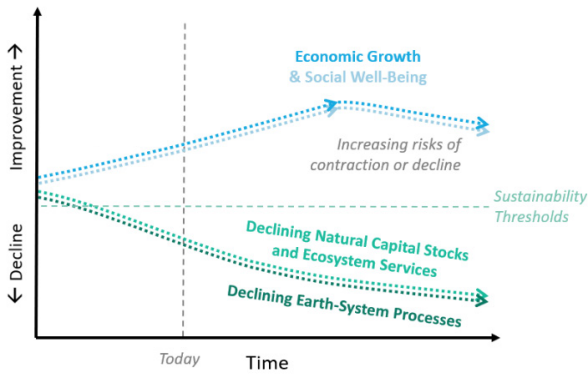 Economic Growth
& Social Well-Being
Improvement →
Increasing risks of
contraction or decline
Sustainability
Thresholds
← Decline
Declining Natural Capital Stocks
and Ecosystem Services
Declining Earth-System Processes
Today
Time